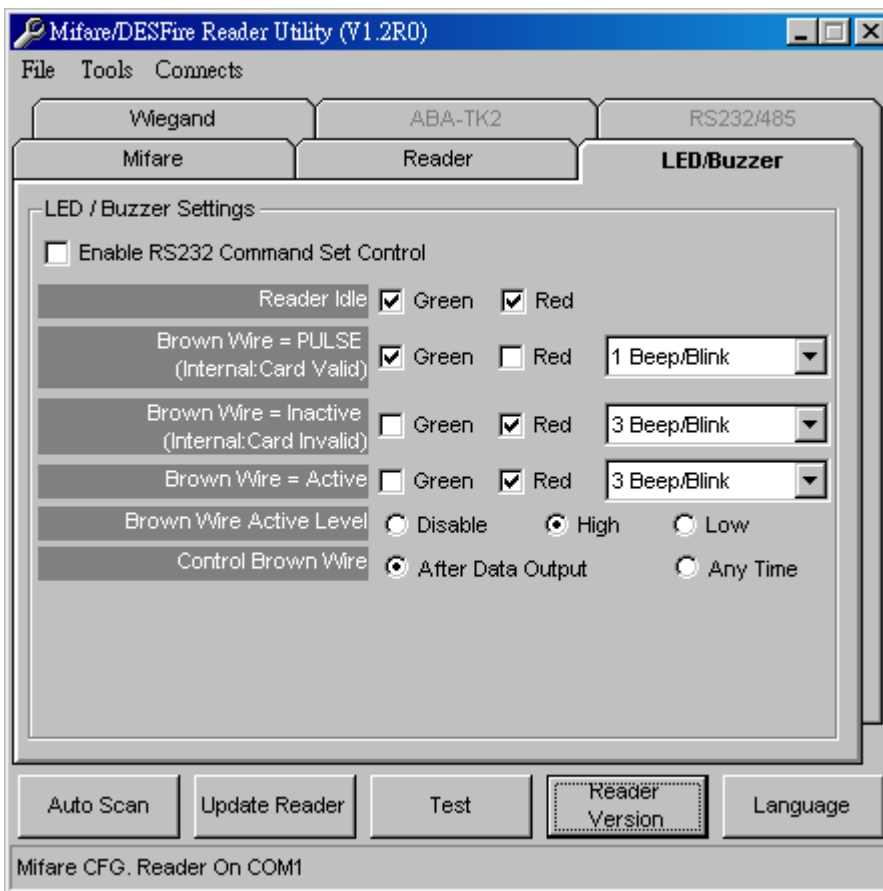 Mifare/DESFire Reader Utility (V1.2R0)
File Tools Connects
Wiegand ABA-TK2 RS232/485
Mifare Reader LED/Buzzer
LED / Buzzer Settings
Enable RS232 Command Set Control
Reader Idle Green Red
Brown Wire = PULSE
(Internal:Card Valid) Green Red 1 Beep/Blink
Brown Wire = Inactive
(Internal:Card Invalid) Green Red 3 Beep/Blink
Brown Wire = Active Green Red 3 Beep/Blink
Brown Wire Active Level Disable High Low
Control Brown Wire After Data Output Any Time
Auto Scan Update Reader Test Reader Version Language
Mifare CFG. Reader On COM1